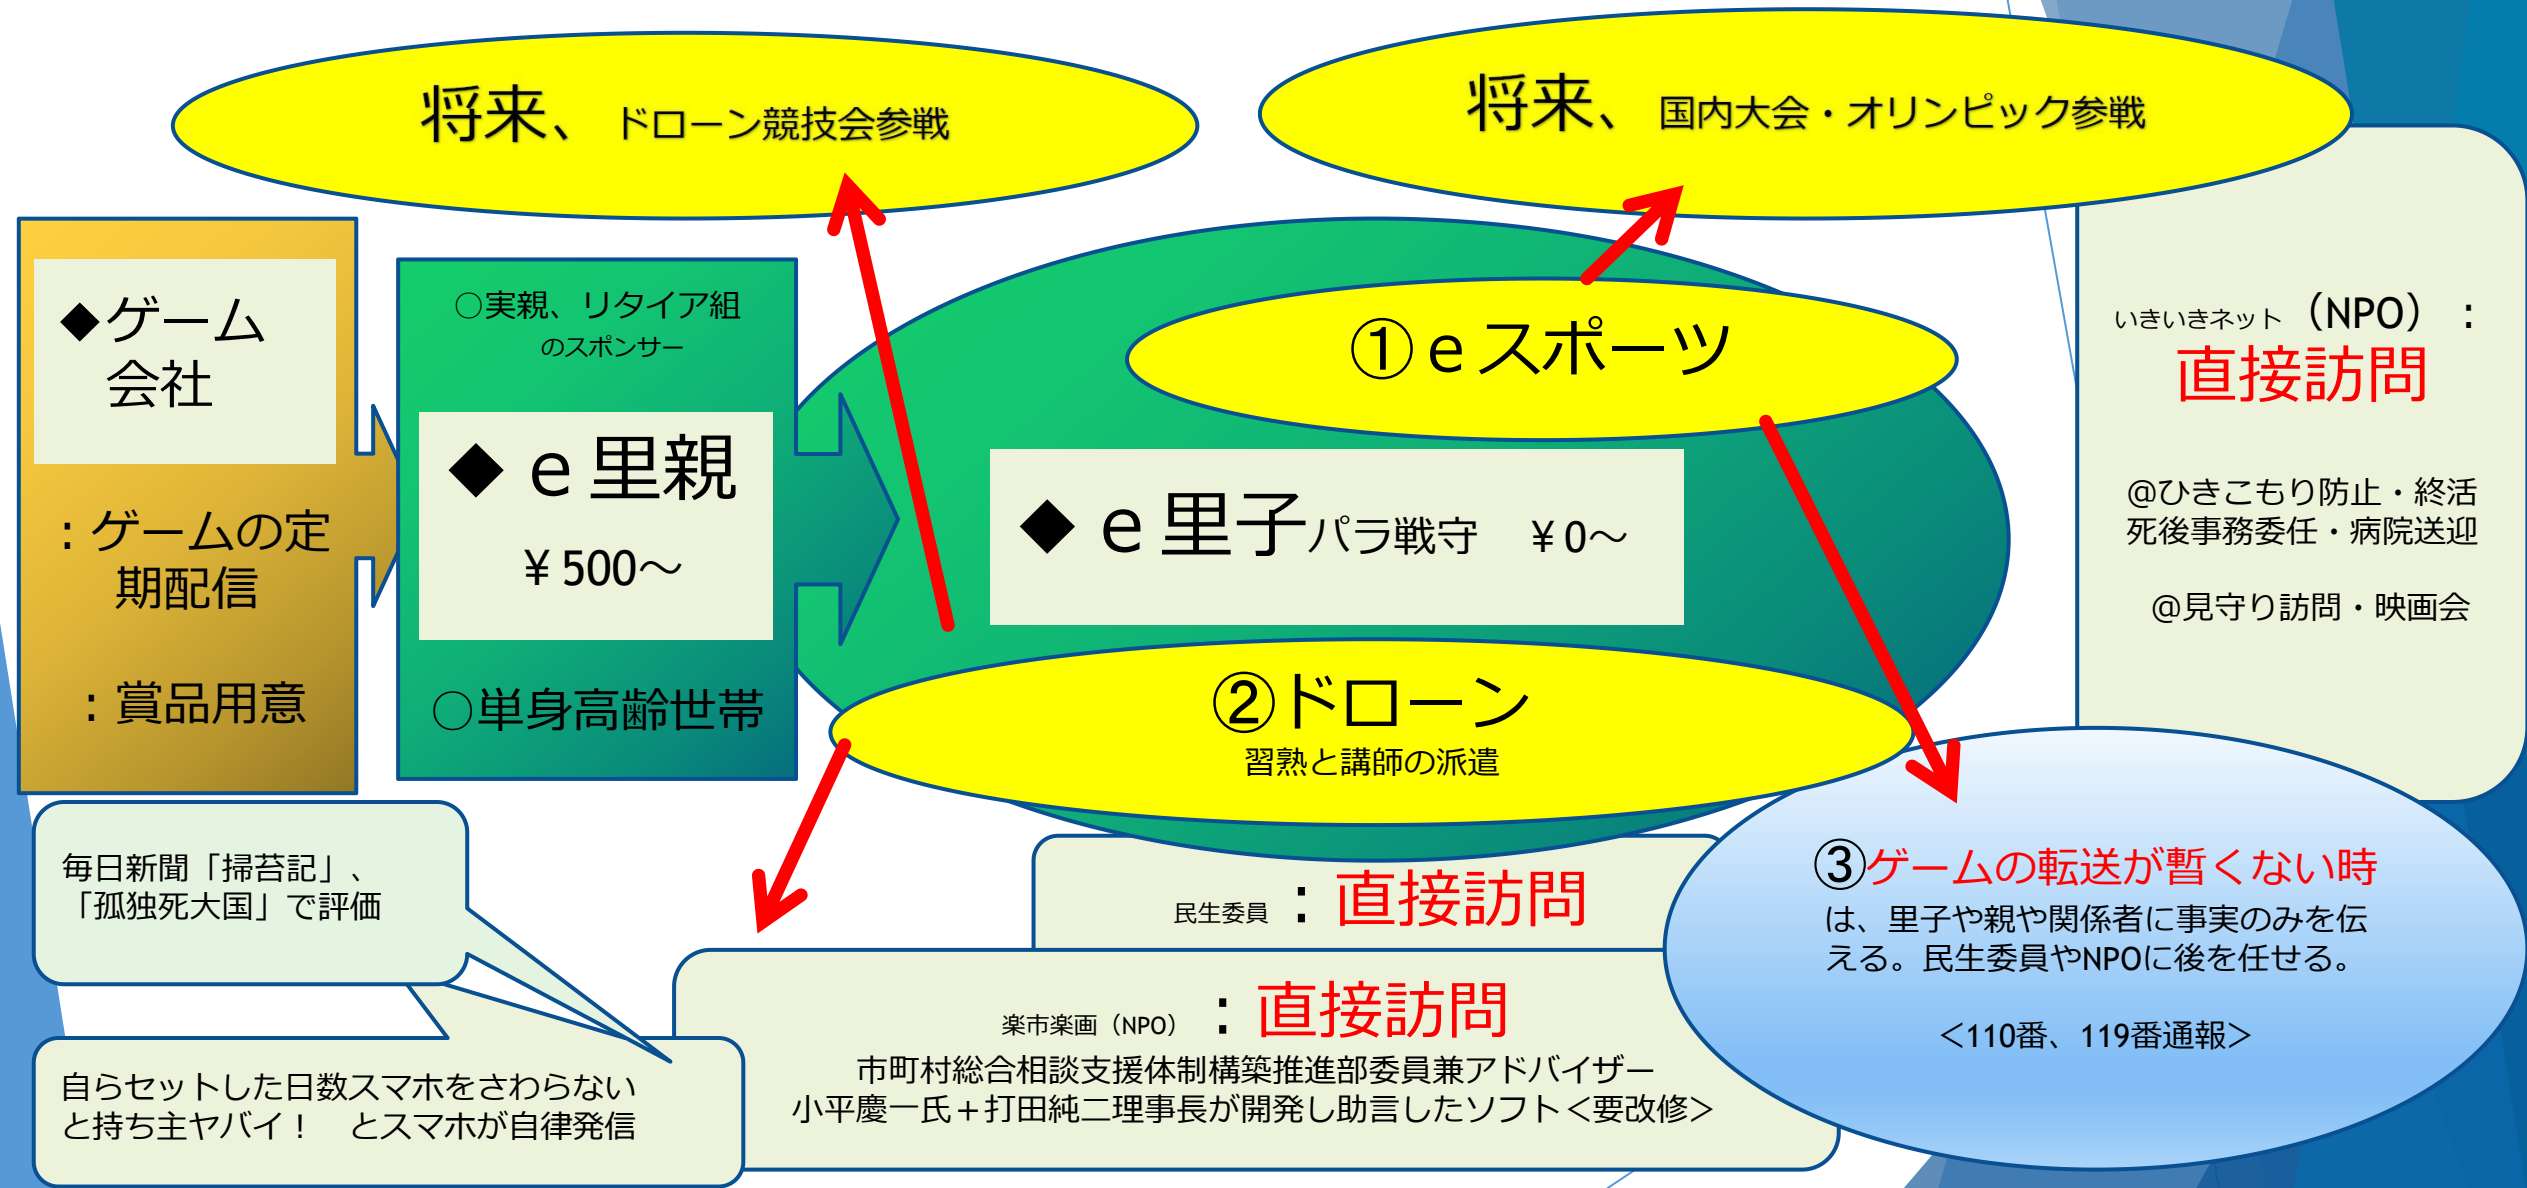 将来、ドローン競技会参戦
将来、国内大会・オリンピック参戦
◆ゲーム
会社
：ゲームの定
期配信
：賞品用意
○実親、リタイア組
のスポンサー
◆ｅ里親
￥500～
○単身高齢世帯
①ｅスポーツ
◆ｅ里子パラ戦守　￥0～
②ドローン
習熟と講師の派遣
いきいきネット（NPO）：
直接訪問
@ひきこもり防止・終活
死後事務委任・病院送迎
@見守り訪問・映画会
③ゲームの転送が暫くない時
は、里子や親や関係者に事実のみを伝
える。民生委員やNPOに後を任せる。
＜110番、119番通報＞
民生委員：直接訪問
楽市楽画（NPO）：直接訪問
市町村総合相談支援体制構築推進部委員兼アドバイザー
小平慶一氏＋打田純二理事長が開発し助言したソフト＜要改修＞
毎日新聞「掃苔記」、
「孤独死大国」で評価
自らセットした日数スマホをさわらない
と持ち主ヤバイ！　とスマホが自律発信